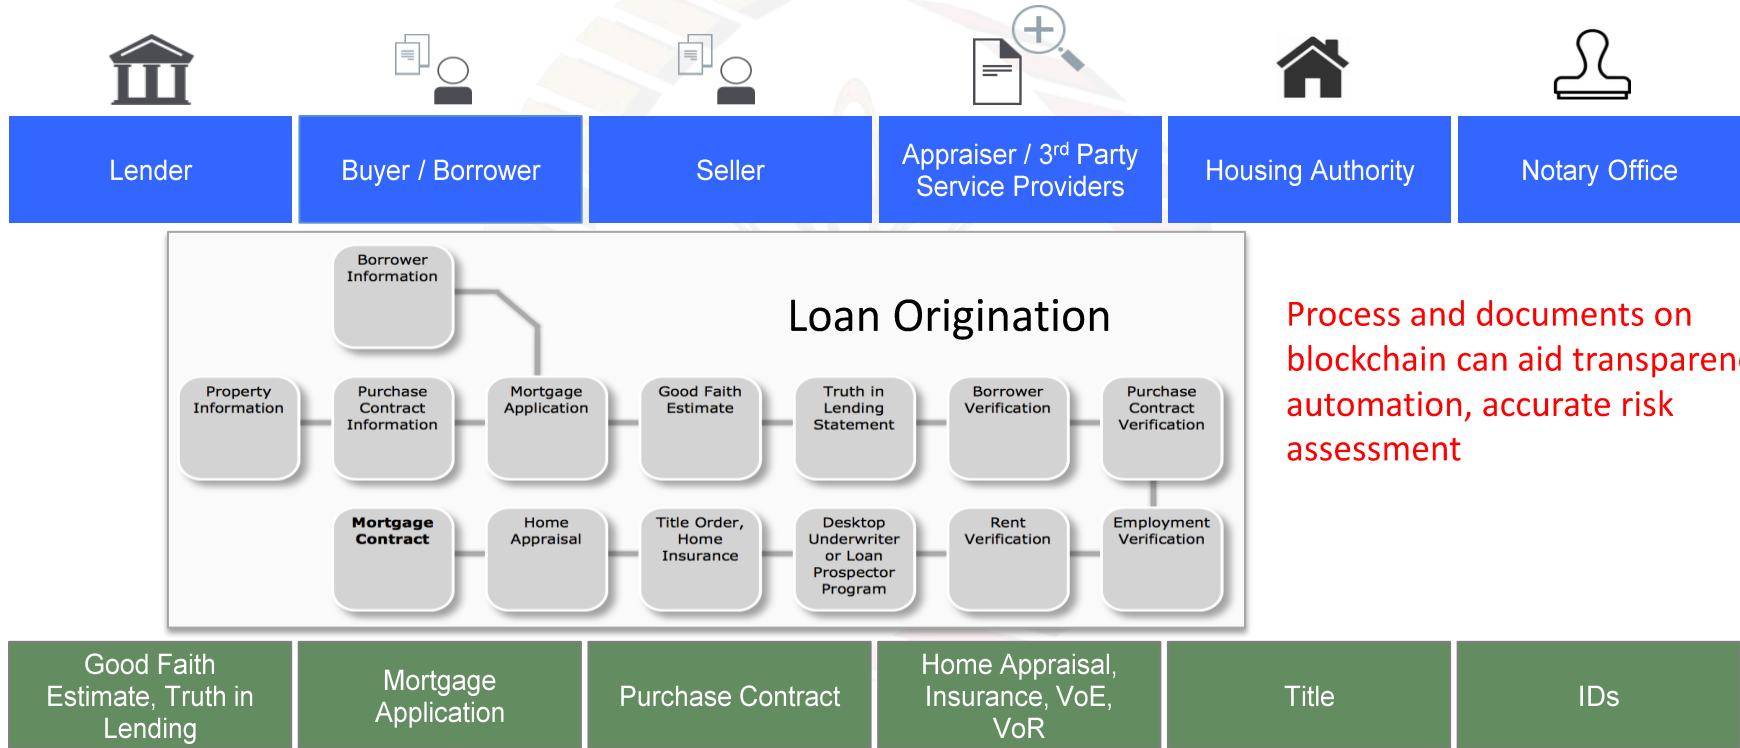 Lender
Buyer / Borrower
Seller
Appraiser / 3rd Party
Service Providers
Housing Authority
Notary Office
Borrower
Information
Loan Origination
Process and documents on
blockchain can aid transparenc
automation, accurate risk
assessment
Property
Information
Purchase
Contract
Information
Mortgage
Application
Good Faith
Estimate
Truth in
Lending
Statement
Borrower
Verification
Purchase
Contract
Verification
Mortgage
Contract
Home
Appraisal
Title Order,
Home
Insurance
Desktop
Underwriter
or Loan
Prospector
Program
Rent
Verification
Employment
Verification
Good Faith
Estimate, Truth in
Lending
Mortgage
Application
Purchase Contract
Home Appraisal,
Insurance, VoE,
VoR
Title
IDs